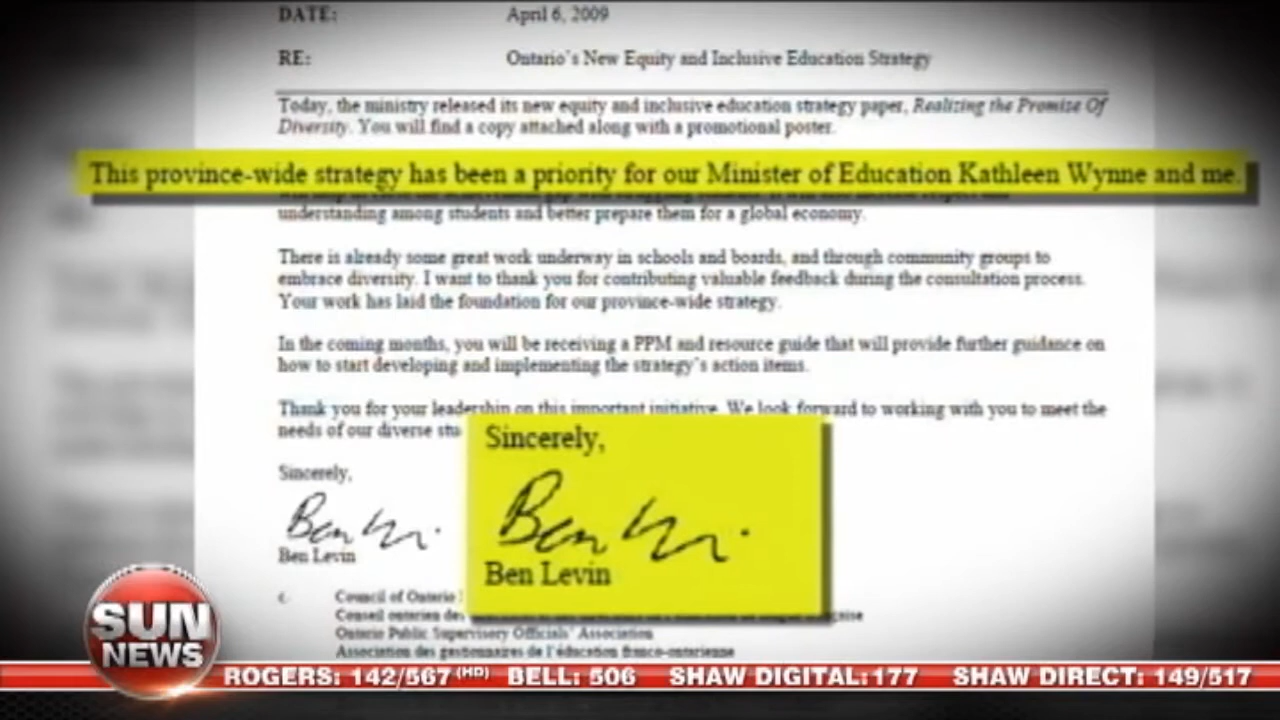 DATE: April 6, 2009
RE: Ontario's New Equity and Inclusive Education Strategy
Today, the ministry released its new equity and inclusive education strategy paper, Realizing the Promise Of
Diversity. You will find a copy attached along with a promotional poster.
This province-wide strategy has been a priority for our Minister of Education Kathleen Wynne and me.
understanding among students and better prepare them for a global economy.
There is already some great work underway in schools and boards, and through community groups to
embrace diversity. I want to thank you for contributing valuable feedback during the consultation process.
Your work has laid the foundation for our province-wide strategy.
In the coming months, you will be receiving a PPM and resource guide that will provide further guidance on
how to start developing and implementing the strategy's action items.
Thank you for your leadership on this important initiative. We look forward to working with you to meet the
needs of our diverse stu
Sincerely,
Ben Levin
Ben Levin
Sincerely,
Ben Levin
Ben Levin
c. Council of Ontario
Conseil ontarien des
Ontario Public Supervisory Officials' Association
Association des gestionnaires de l'éducation franco-ontarienne
SUN
NEWS
ROGERS: 142/567 (HD) BELL: 506 SHAW DIGITAL: 177 SHAW DIRECT: 149/517